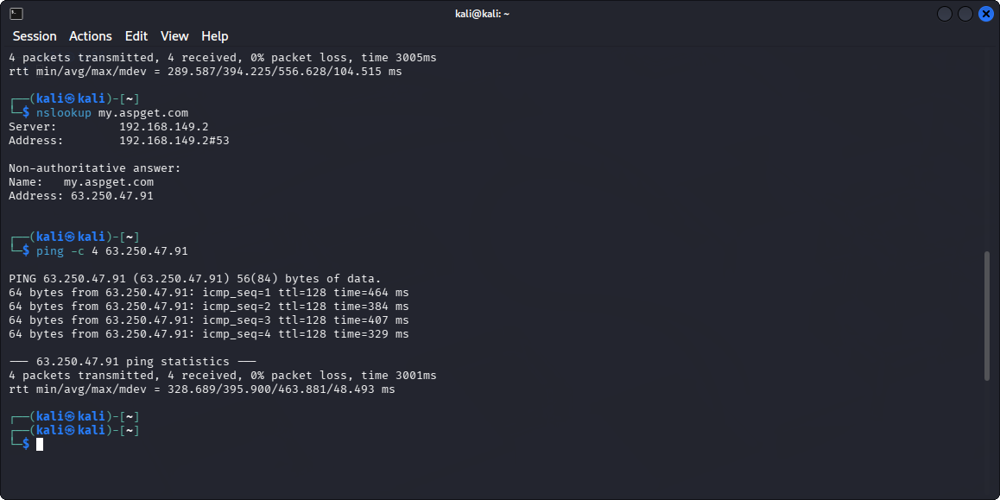 kali@kali: ~
Session Actions Edit View Help
4 packets transmitted, 4 received, 0% packet loss, time 3005ms
rtt min/avg/max/mdev = 289.587/394.225/556.628/104.515 ms
┌──(kali㉿kali)-[~]
└─$ nslookup my.aspget.com
Server:         192.168.149.2
Address:        192.168.149.2#53
Non-authoritative answer:
Name:   my.aspget.com
Address: 63.250.47.91
┌──(kali㉿kali)-[~]
└─$ ping -c 4 63.250.47.91
PING 63.250.47.91 (63.250.47.91) 56(84) bytes of data.
64 bytes from 63.250.47.91: icmp_seq=1 ttl=128 time=464 ms
64 bytes from 63.250.47.91: icmp_seq=2 ttl=128 time=384 ms
64 bytes from 63.250.47.91: icmp_seq=3 ttl=128 time=407 ms
64 bytes from 63.250.47.91: icmp_seq=4 ttl=128 time=329 ms
--- 63.250.47.91 ping statistics ---
4 packets transmitted, 4 received, 0% packet loss, time 3001ms
rtt min/avg/max/mdev = 328.689/395.900/463.881/48.493 ms
┌──(kali㉿kali)-[~]
┌──(kali㉿kali)-[~]
└─$